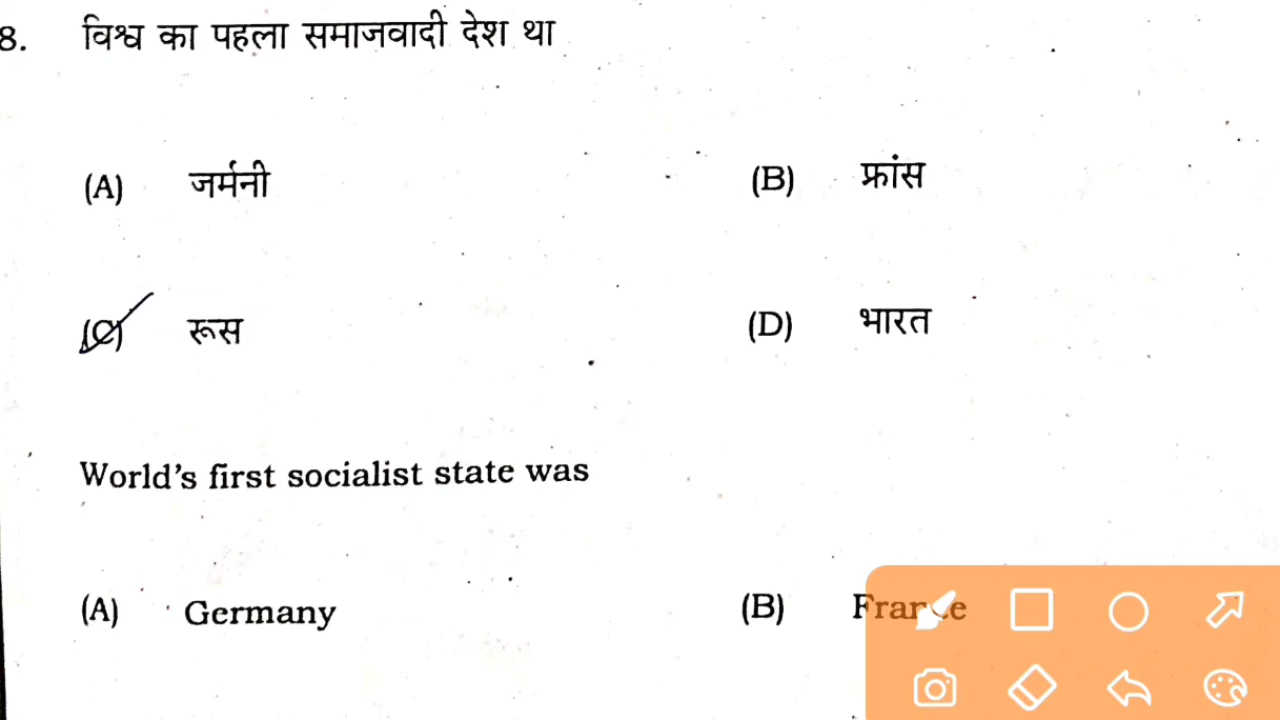 8. विश्व का पहला समाजवादी देश था
(A) जर्मनी (B) फ्रांस
(C) रूस (D) भारत
World's first socialist state was
(A) Germany (B) France